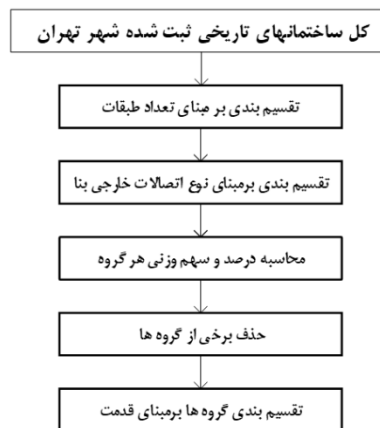 کل ساختمانهای تاریخی ثبت شده شهر تهران
تقسیم بندی بر مبنای تعداد طبقات
تقسیم بندی برمبنای نوع اتصالات خارجی بنا
محاسبه درصد و سهم وزنی هر گروه
حذف برخی از گروه ها
تقسیم بندی گروه ها برمبنای قدمت